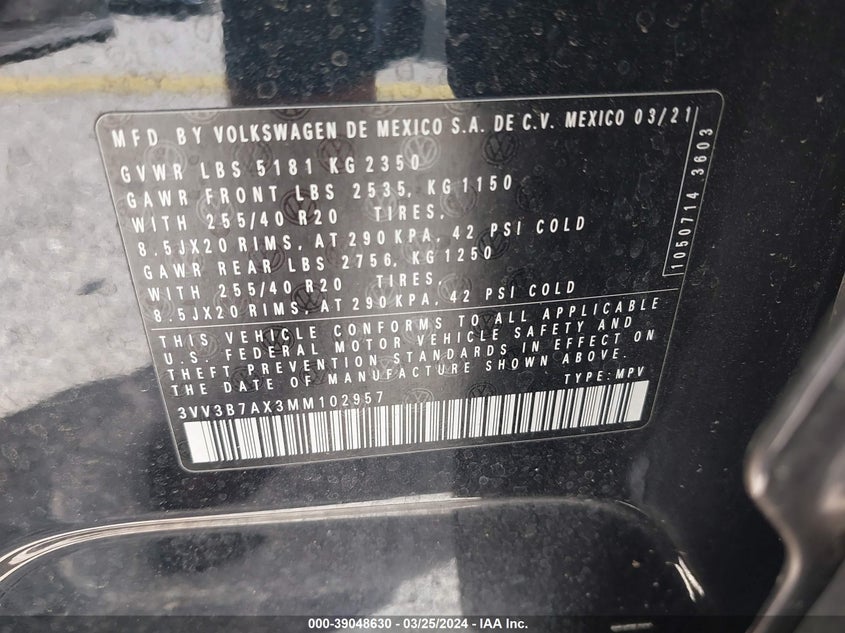 MFD BY VOLKSWAGEN DE MEXICO S.A. DE C.V. MEXICO 03/21
GVWR LBS 5181 KG 2350
GAWR FRONT LBS 2535, KG 1150
WITH 255/40 R20 TIRES,
8.5JX20 RIMS, AT 290 KPA, 42 PSI COLD
GAWR REAR LBS 2756, KG 1250
WITH 255/40 R20 TIRES,
8.5JX20 RIMS, AT 290 KPA, 42 PSI COLD
1050714 3603
THIS VEHICLE CONFORMS TO ALL APPLICABLE
U.S. FEDERAL MOTOR VEHICLE SAFETY AND
THEFT PREVENTION STANDARDS IN EFFECT ON
THE DATE OF MANUFACTURE SHOWN ABOVE.
TYPE:MPV
3VV3B7AX3MM102957
000-39048630 - 03/25/2024 - IAA Inc.